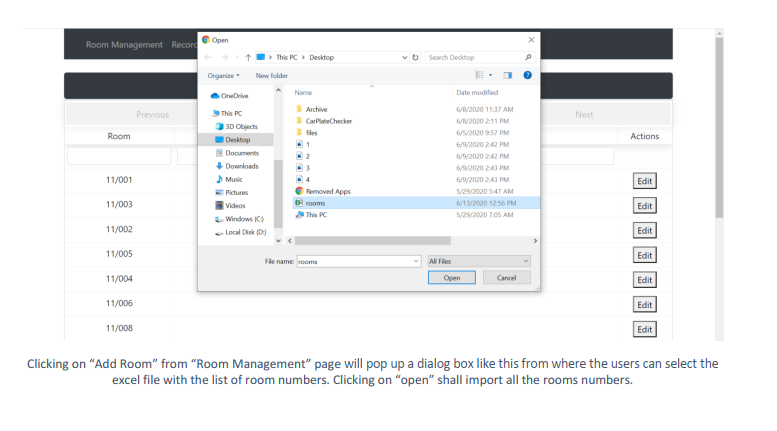 Room Management Recor
Open
This PC > Desktop
Search Desktop
Organize
New folder
?
Name
Date modified
OneDrive
This PC
3D Objects
Desktop
Documents
Downloads
Music
Pictures
Videos
Windows (C:)
Local Disk (D:)
Archive 6/8/2020 11:37 AM
CarPlateChecker 6/8/2020 2:11 PM
files 6/5/2020 9:57 PM
1 6/9/2020 2:42 PM
2 6/9/2020 2:42 PM
3 6/9/2020 2:43 PM
4 6/9/2020 2:43 PM
Removed Apps 5/29/2020 5:47 AM
rooms 6/13/2020 12:56 PM
This PC 5/29/2020 7:05 AM
File name: rooms
All Files
Open
Cancel
Previous
Next
Room
Actions
11/001 Edit
11/003 Edit
11/002 Edit
11/005 Edit
11/004 Edit
11/006 Edit
11/008 Edit
Clicking on “Add Room” from “Room Management” page will pop up a dialog box like this from where the users can select the
excel file with the list of room numbers. Clicking on “open” shall import all the rooms numbers.